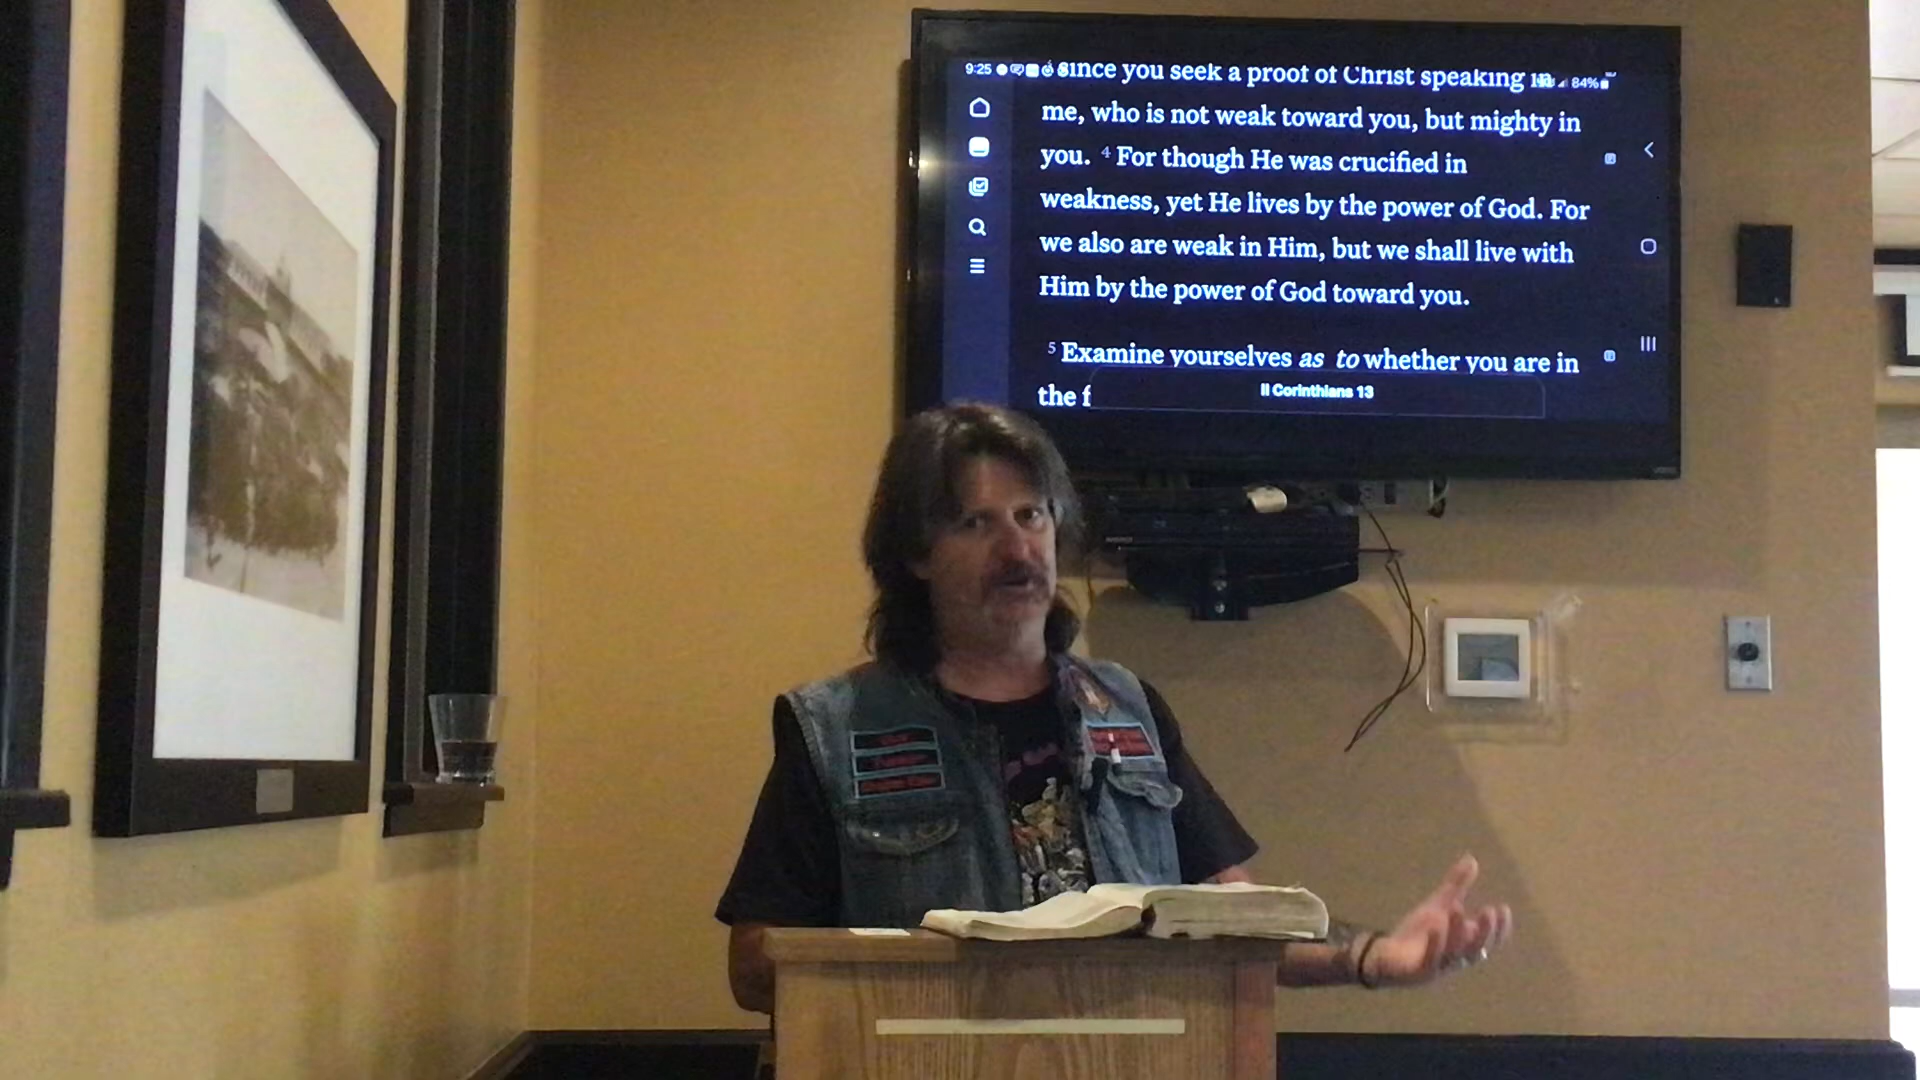 9:25
84%
since you seek a proof of Christ speaking in
me, who is not weak toward you, but mighty in
you. 4 For though He was crucified in
weakness, yet He lives by the power of God. For
we also are weak in Him, but we shall live with
Him by the power of God toward you.
5 Examine yourselves as to whether you are in
the f
II Corinthians 13